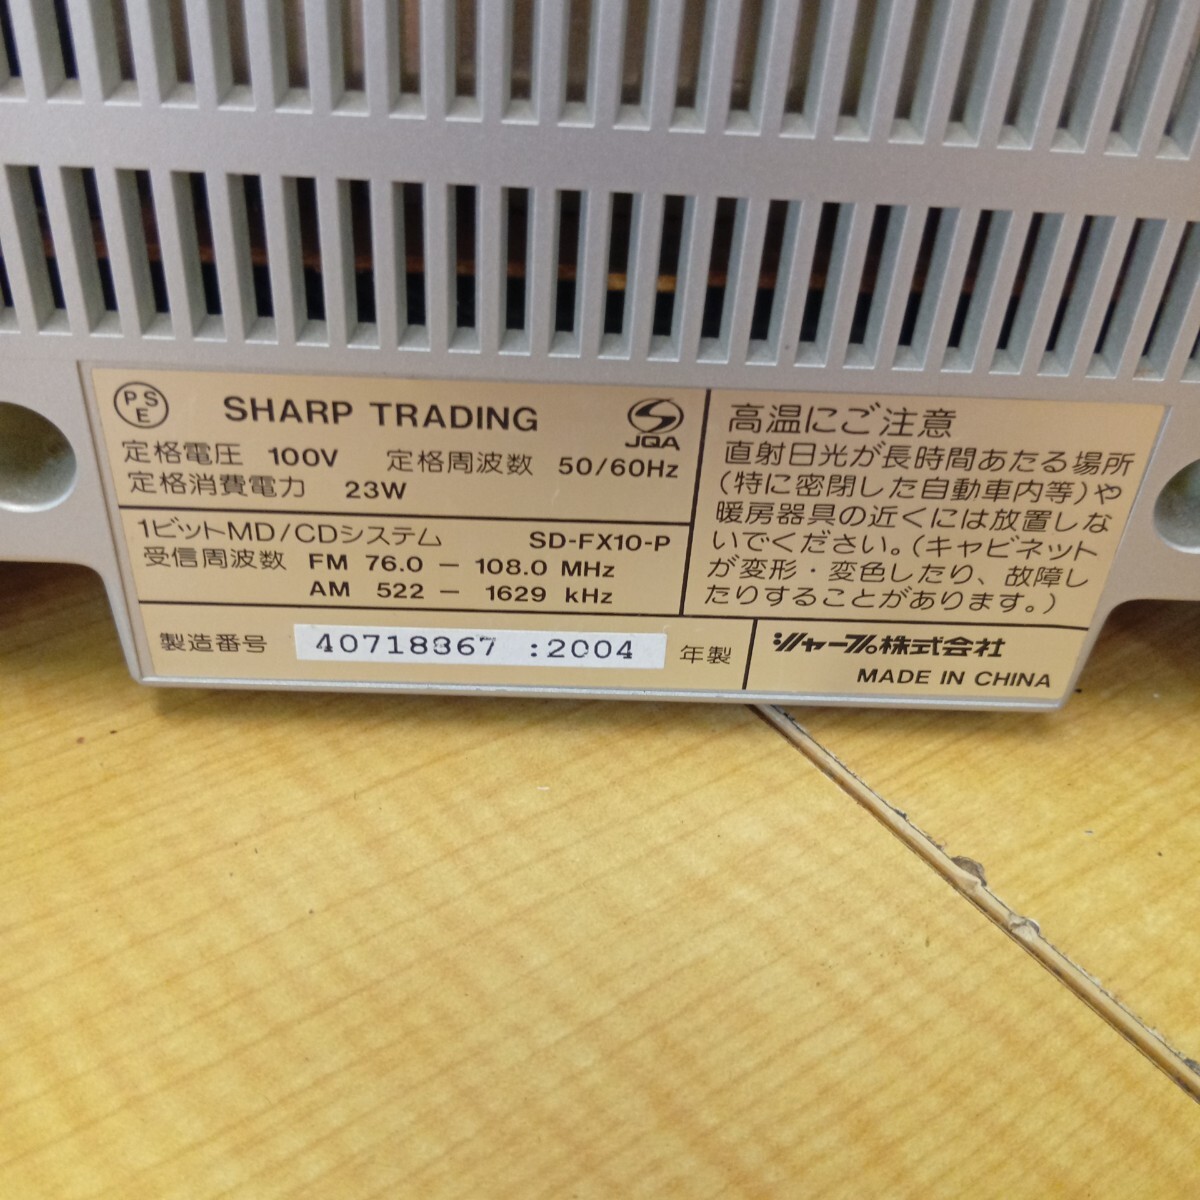 PSE
SHARP TRADING
JQA
定格電圧 100V 定格周波数 50/60Hz
定格消費電力 23W
1ビットMD/CDシステム SD-FX10-P
受信周波数 FM 76.0 － 108.0 MHz
AM 522 － 1629 kHz
製造番号 40718367 :2004 年製
高温にご注意
直射日光が長時間あたる場所
(特に密閉した自動車内等)や
暖房器具の近くには放置しな
いでください。(キャビネット
が変形・変色したり、故障し
たりすることがあります。)
シャープ株式会社
MADE IN CHINA